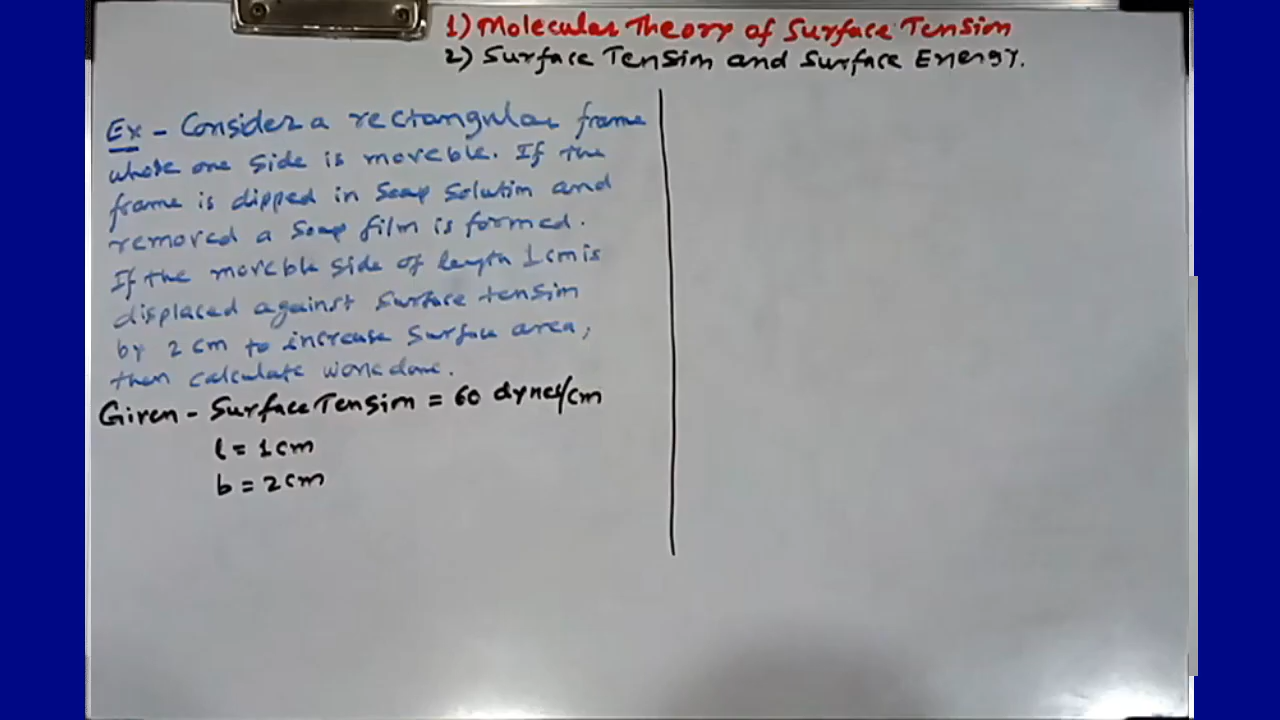 1) Molecular Theory of Surface Tension
2) Surface Tension and Surface Energy.
Ex - Consider a rectangular frame
whose one side is moveble. If the
frame is dipped in Soap Solution and
removed a Soap film is formed.
If the moveble side of length 1cm is
displaced against Surface tension
by 2 cm to increase Surface area,
then calculate work done.
Given - Surface Tension = 60 dynes/cm
l = 1cm
b = 2cm